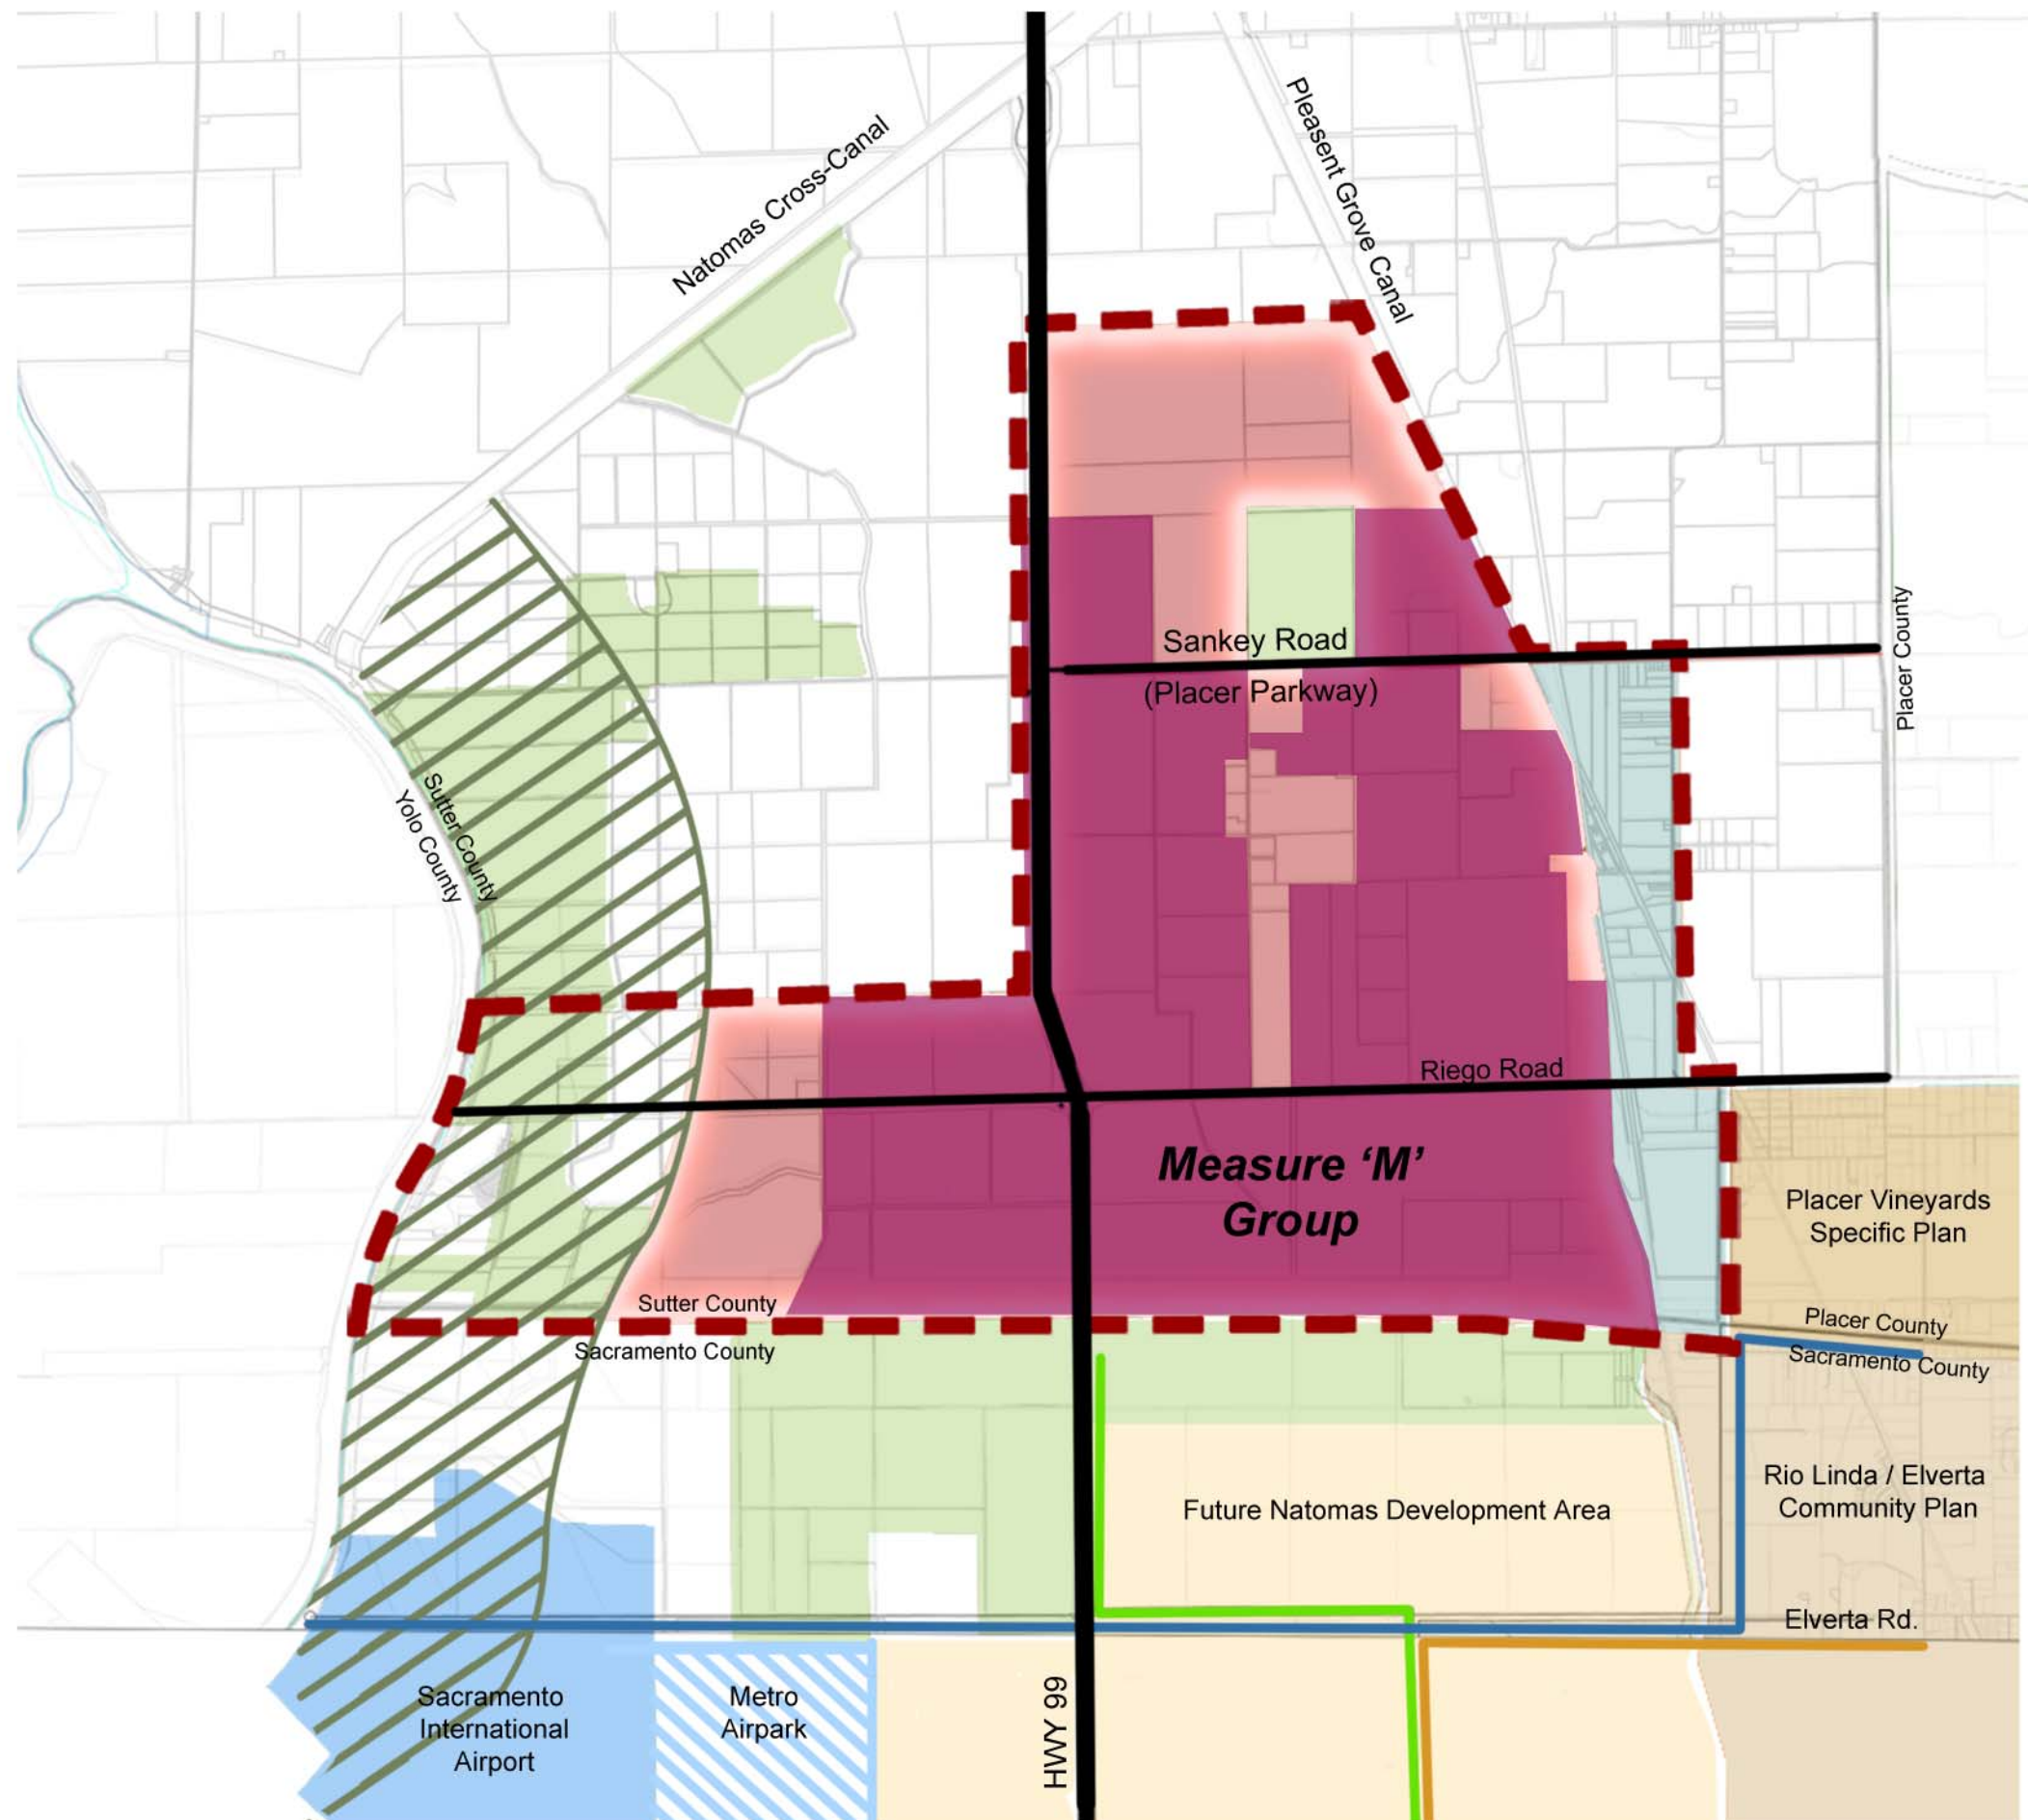 Natomas Cross-Canal
Pleasent Grove Canal
Placer County
Sankey Road
(Placer Parkway)
Sutter County
Yolo County
Riego Road
Measure ‘M’
Group
Placer Vineyards
Specific Plan
Sutter County
Sacramento County
Placer County
Sacramento County
Rio Linda / Elverta
Community Plan
Future Natomas Development Area
Elverta Rd.
Sacramento
International
Airport
Metro
Airpark
HWY 99